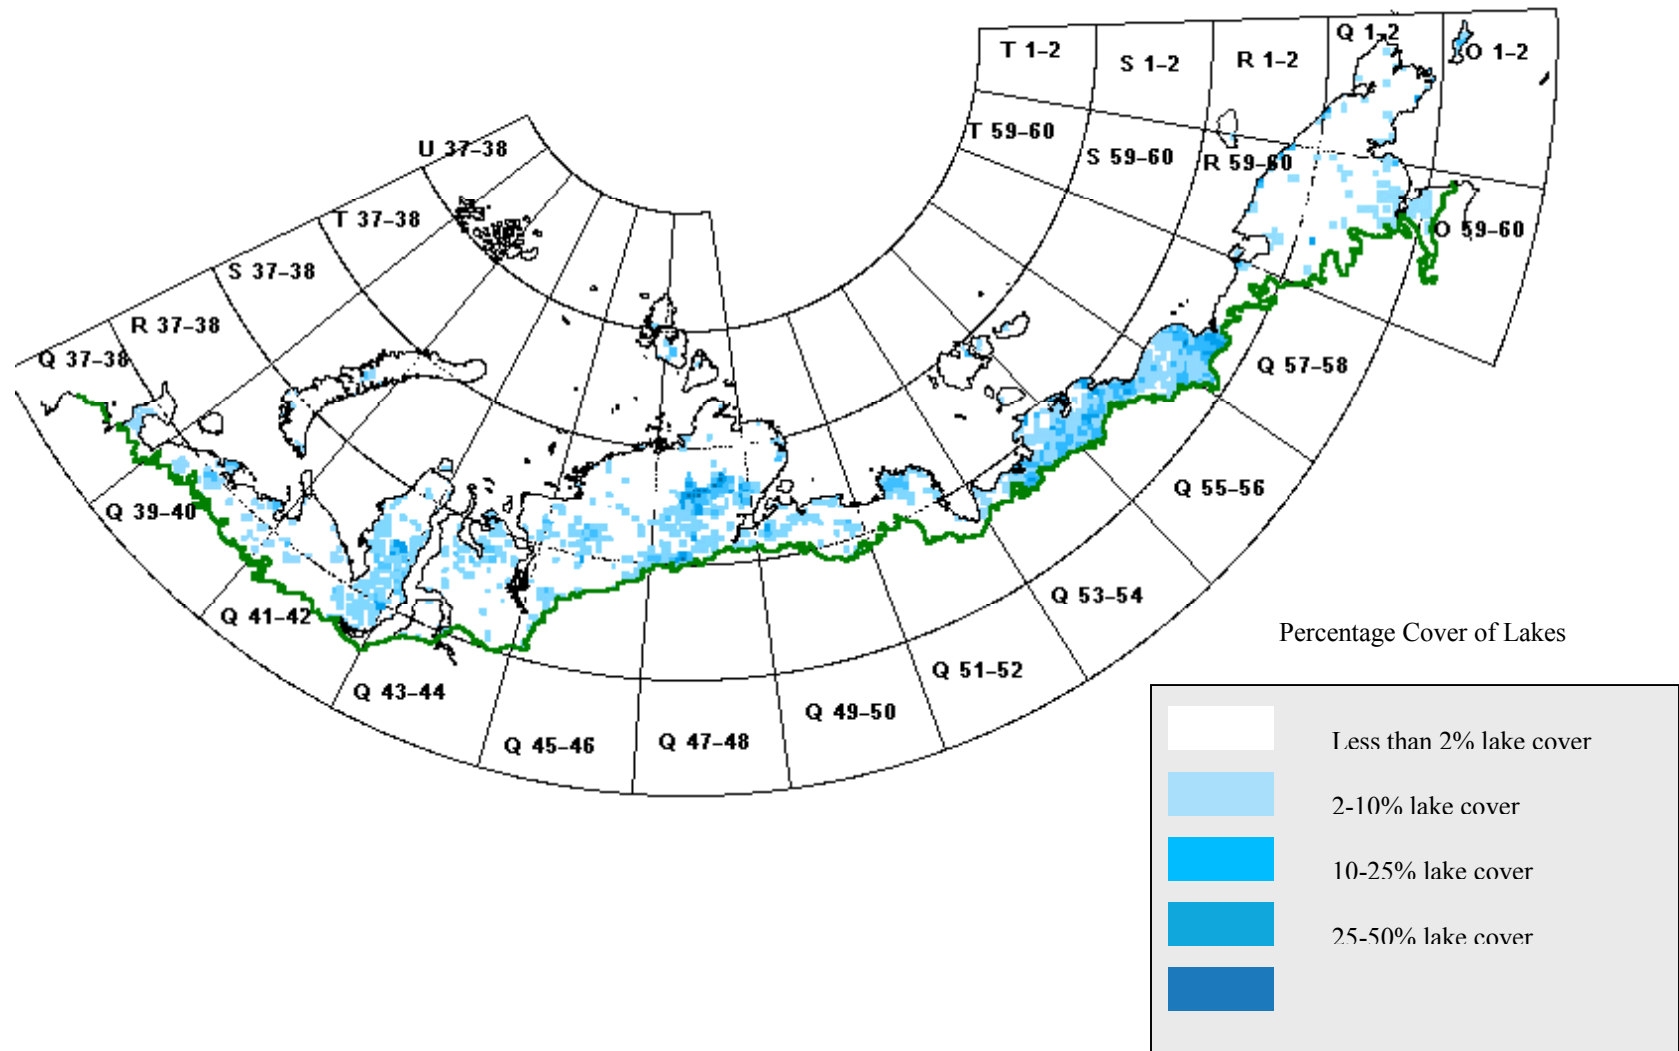 T 1-2
S 1-2
R 1-2
Q 1-2
O 1-2
U 37-38
T 59-60
S 59-60
R 59-60
O 59-60
T 37-38
S 37-38
R 37-38
Q 37-38
Q 57-58
Q 39-40
Q 55-56
Q 41-42
Q 53-54
Q 43-44
Q 51-52
Q 49-50
Q 45-46
Q 47-48
Percentage Cover of Lakes
Less than 2% lake cover
2-10% lake cover
10-25% lake cover
25-50% lake cover